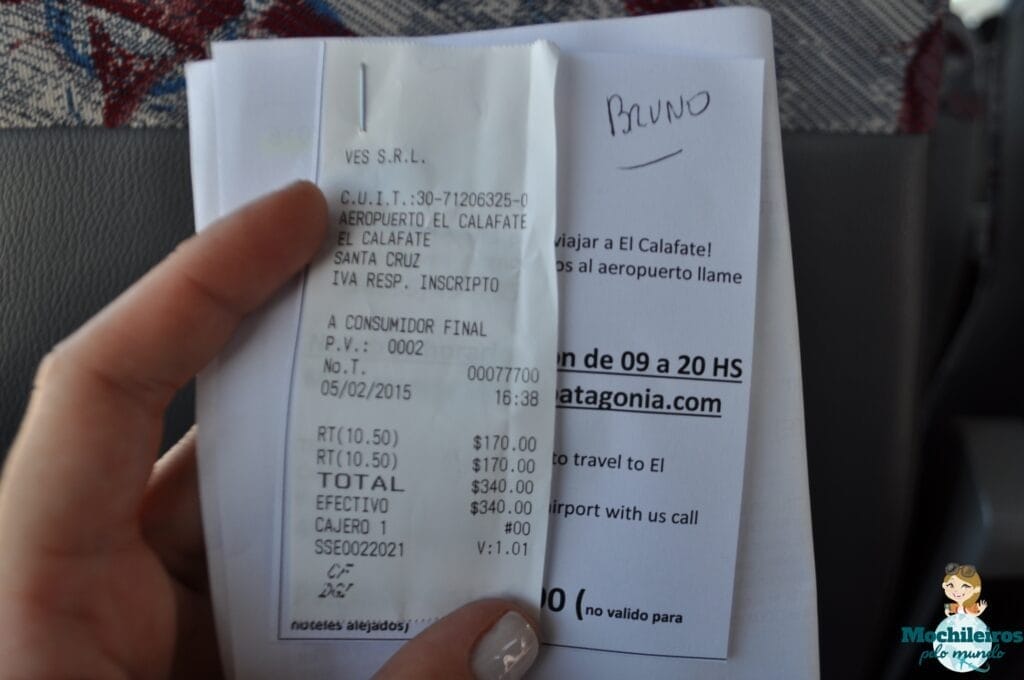 BRUNO
VES S.R.L.
C.U.I.T.:30-71206325-0
AEROPUERTO EL CALAFATE
EL CALAFATE
SANTA CRUZ
IVA RESP. INSCRIPTO
A CONSUMIDOR FINAL
P.V.: 0002
No.T. 00077700
05/02/2015 16:38
RT(10.50) $170.00
RT(10.50) $170.00
TOTAL $340.00
EFECTIVO $340.00
CAJERO 1 #00
SSE0022021 V:1.01
CF
DGI
viajar a El Calafate!
os al aeropuerto llame
on de 09 a 20 HS
patagonia.com
to travel to El
airport with us call
00 (no valido para
hoteles alejados)
Mochileiros
pelo mundo